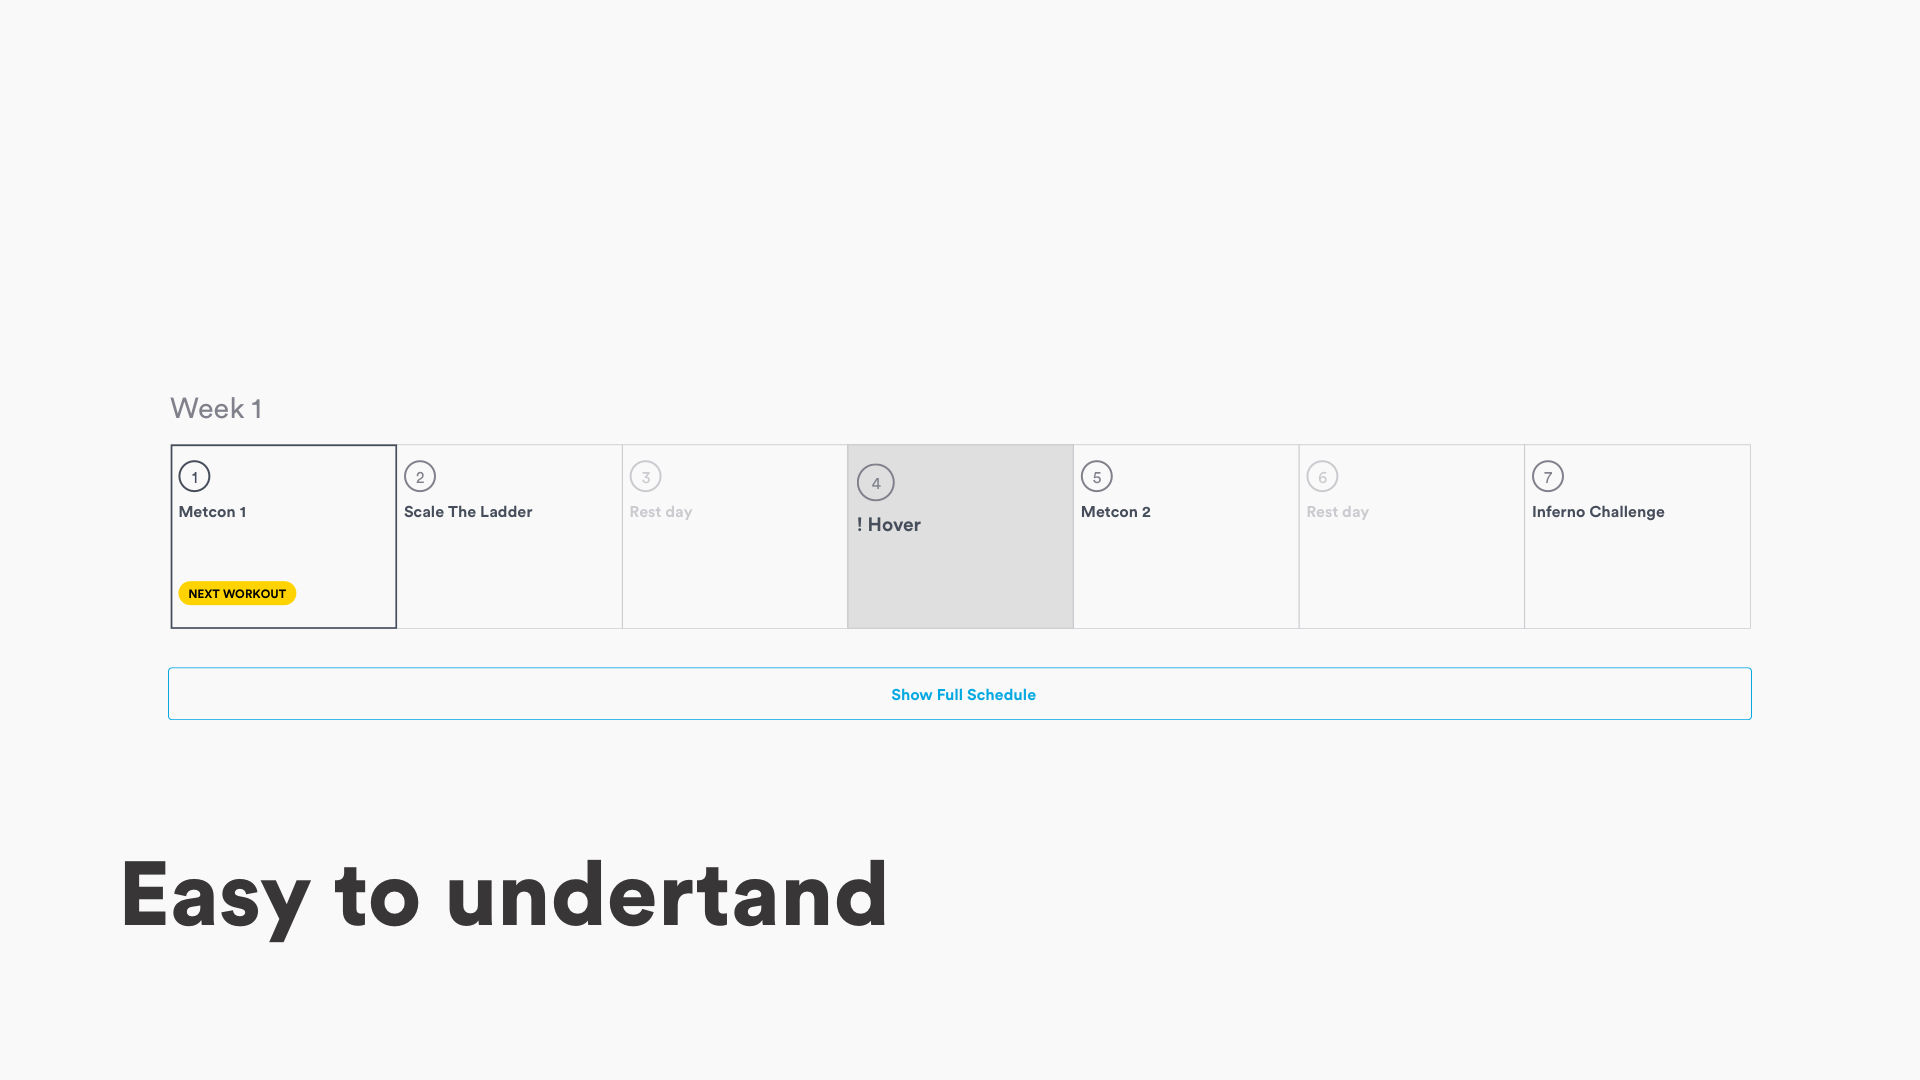 Week 1
1
Metcon 1
NEXT WORKOUT
2
Scale The Ladder
3
Rest day
4
! Hover
5
Metcon 2
6
Rest day
7
Inferno Challenge
Show Full Schedule
Easy to undertand